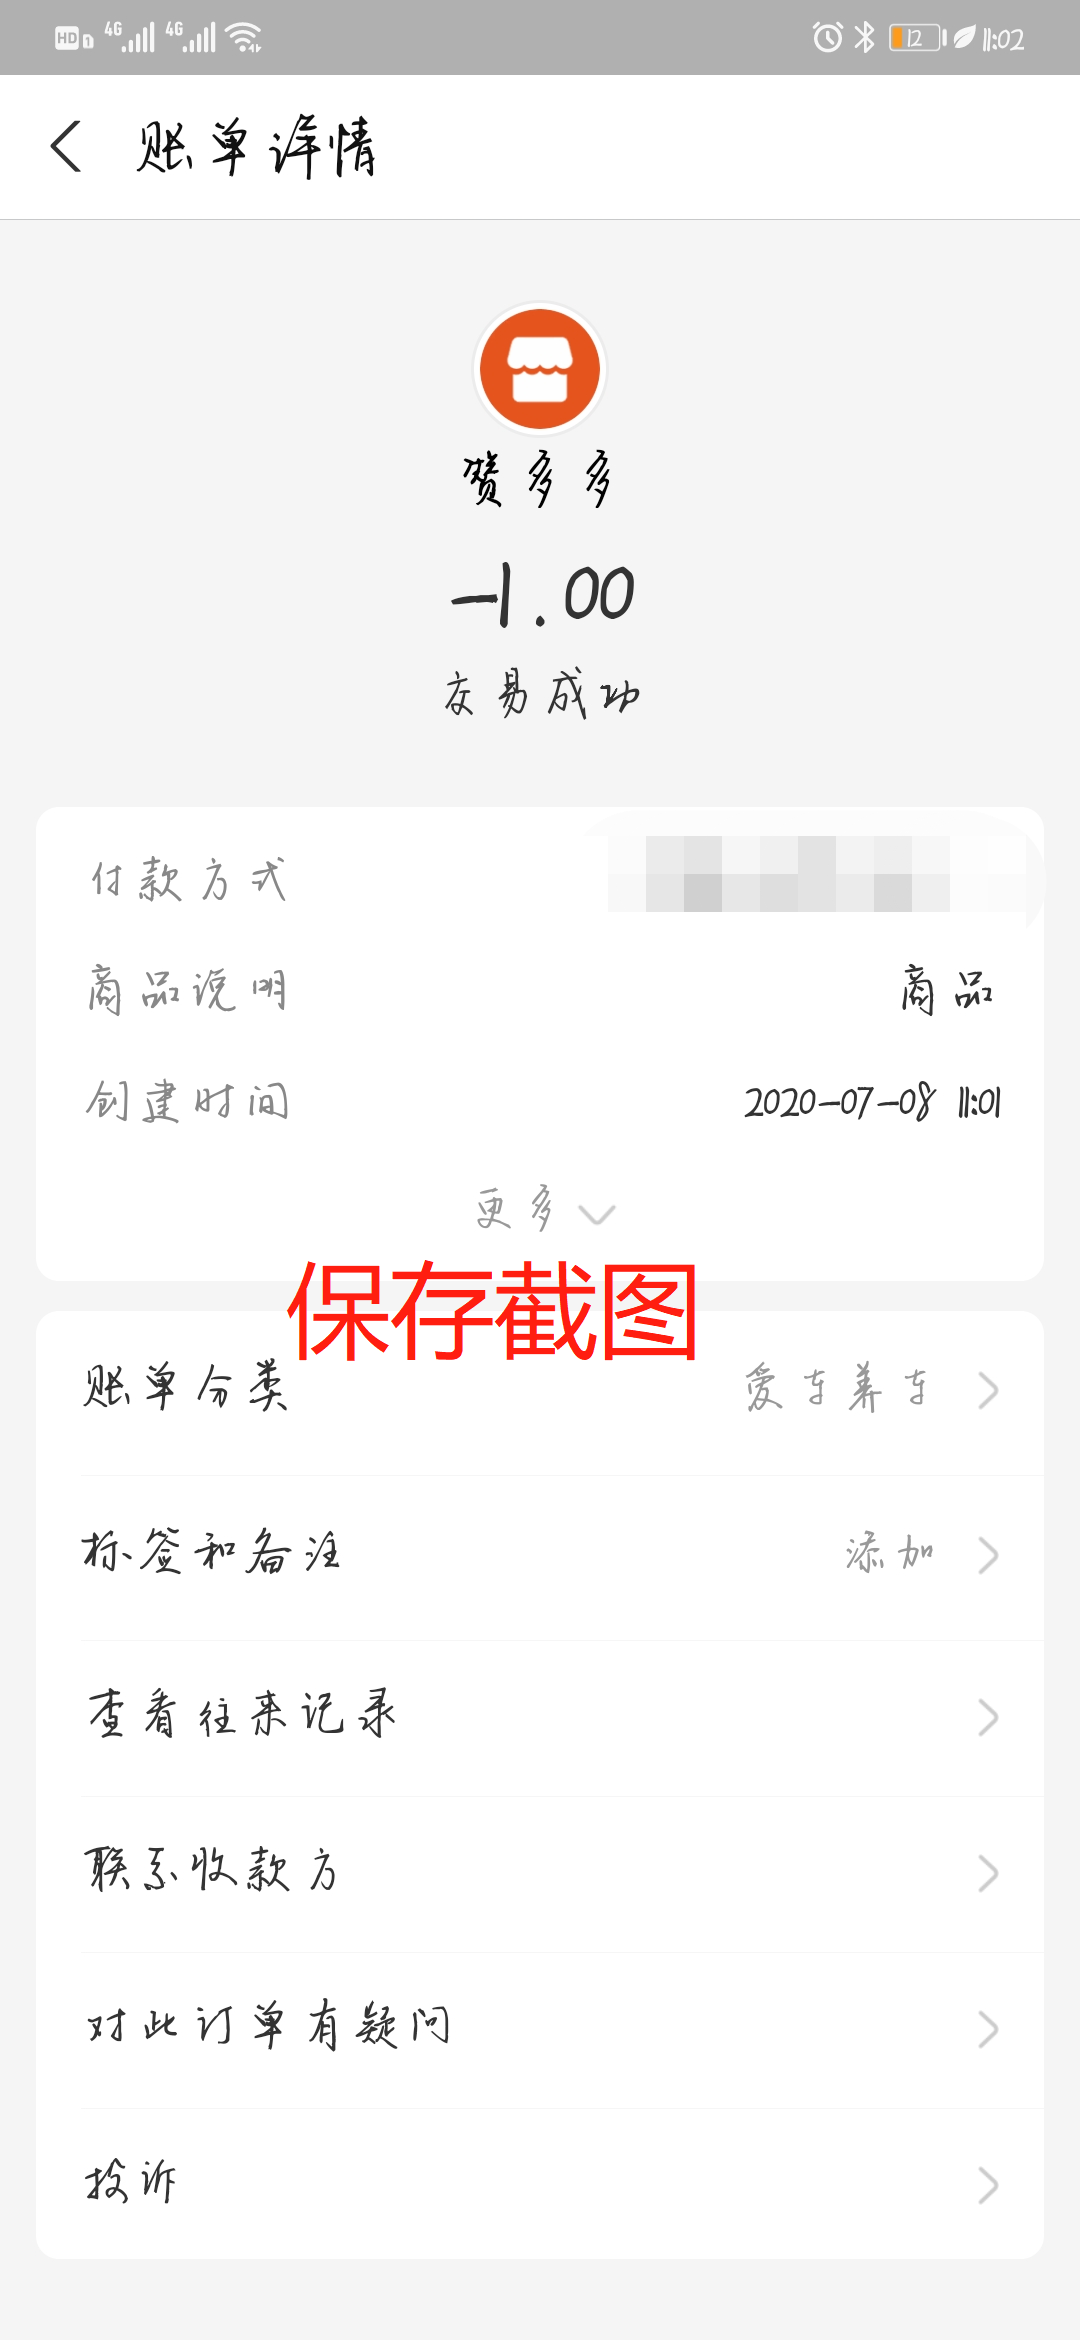 HD 1 4G 4G 12 11:02
账单详情
赞多多
-1.00
交易成功
付款方式
商品说明 商品
创建时间 2020-07-08 11:01
更多
保存截图
账单分类 爱车养车
标签和备注 添加
查看往来记录
联系收款方
对此订单有疑问
投诉